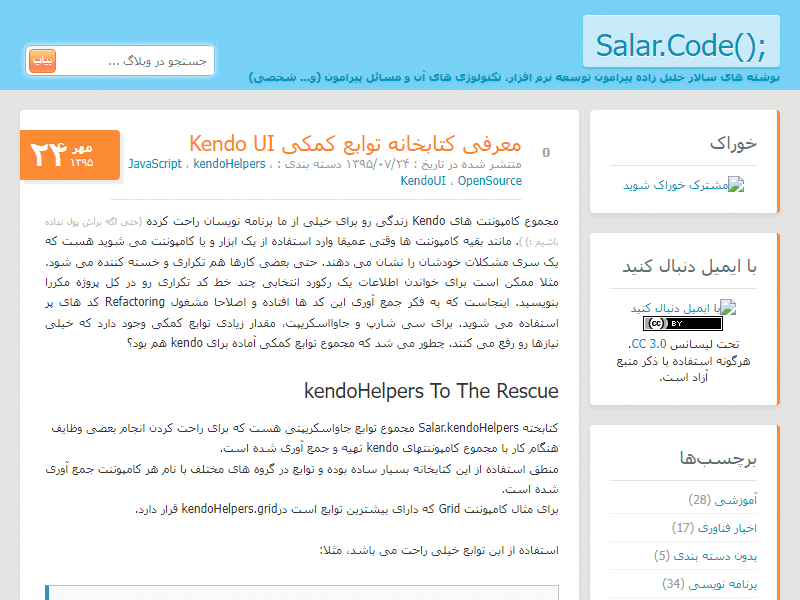 Salar.Code();
نوشته های سالار خلیل زاده پیرامون توسعه نرم افزار، تکنولوژی های آن و مسائل پیرامون (و... شخصی)
جستجو در وبلاگ ...
بیاب
معرفی کتابخانه توابع کمکی Kendo UI
0
۲۴ مهر
۱۳۹۵
منتشر شده در تاریخ : ۱۳۹۵/۰۷/۲۴ دسته بندی : ، JavaScript ، kendoHelpers
KendoUI ، OpenSource
مجموع کامپوننت های Kendo زندگی رو برای خیلی از ما برنامه نویسان راحت کرده (حتی اگه براش پول نداده
باشیم :) ). مانند بقیه کامپوننت ها وقتی عمیقا وارد استفاده از یک ابزار و یا کامپوننت می شوید هست که
یک سری مشکلات خودشان را نشان می دهند. حتی بعضی کارها هم تکراری و خسته کننده می شود.
مثلا ممکن است برای خواندن اطلاعات یک رکورد انتخابی چند خط کد تکراری رو در کل پروژه مکررا
بنویسید. اینجاست که به فکر جمع آوری این کد ها افتاده و اصلاحا مشغول Refactoring کد های پر
استفاده می شوید. برای سی شارپ و جاوااسکریپت، مقدار زیادی توابع کمکی وجود دارد که خیلی
نیازها رو رفع می کنند. چطور می شد که مجموع توابع کمکی آماده برای kendo هم بود؟
kendoHelpers To The Rescue
کتابخته Salar.kendoHelpers مجموع توابع جاواسکریپتی هست که برای راحت کردن انجام بعضی وظایف
هنگام کار با مجموع کامپوننتهای kendo تهیه و جمع آوری شده است.
منطق استفاده از این کتابخانه بسیار ساده بوده و توابع در گروه های مختلف با نام هر کامپوننت جمع آوری
شده است.
برای مثال کامپوننت Grid که دارای بیشترین توابع است درkendoHelpers.grid قرار دارد.
استفاده از این توابع خیلی راحت می باشد، مثلا:
خوراک
مشترک خوراک شوید
با ایمیل دنبال کنید
با ایمیل دنبال کنید
cc BY
تحت لیسانس CC 3.0.
هرگونه استفاده با ذکر منبع
آزاد است.
برچسب‌ها
آموزشی (28)
اخبار فناوری (17)
بدون دسته بندی (5)
برنامه نویسی (34)